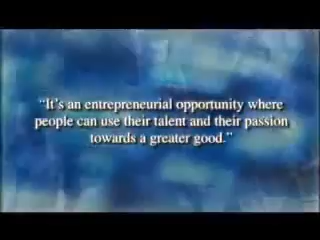 “It’s an entrepreneurial opportunity where
people can use their talent and their passion
towards a greater good.”